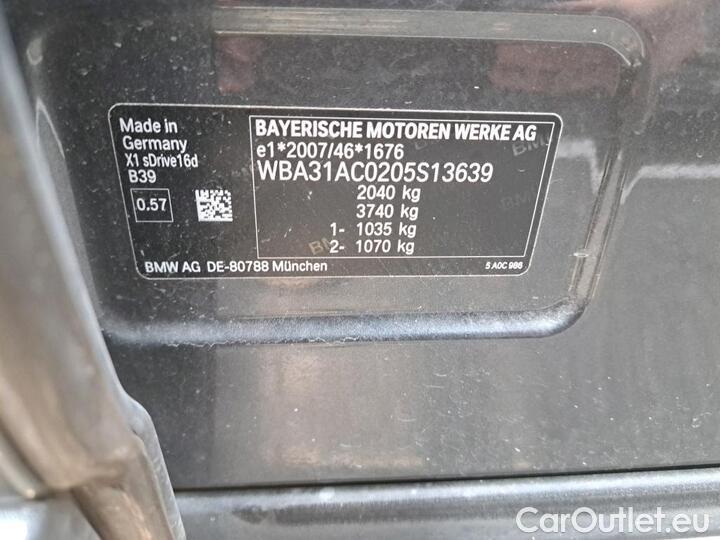 Made in
Germany
X1 sDrive16d
B39
0.57
BAYERISCHE MOTOREN WERKE AG
e1*2007/46*1676
WBA31AC0205S13639
2040 kg
3740 kg
1- 1035 kg
2- 1070 kg
BMW AG DE-80788 München
5 A0C 986
CarOutlet.eu